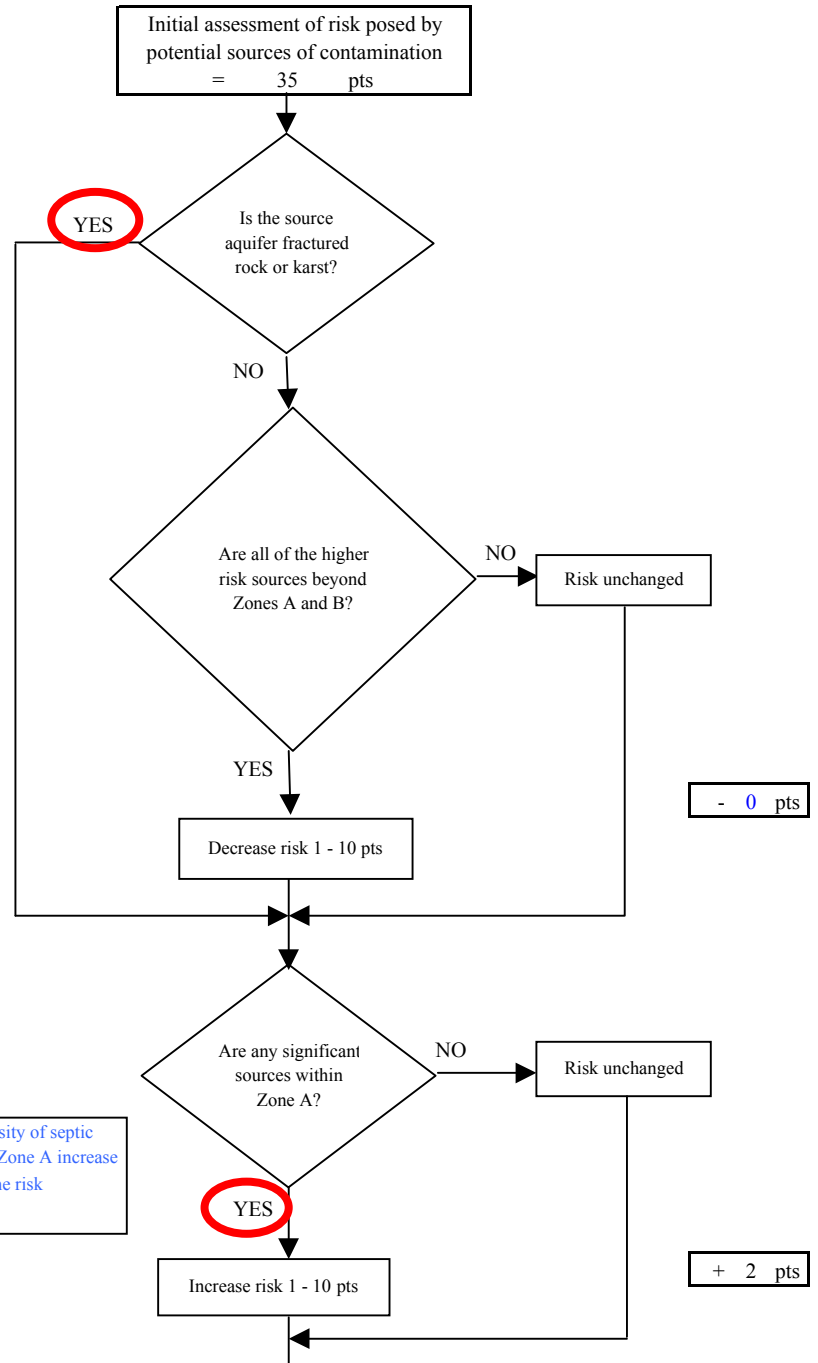 Initial assessment of risk posed by
potential sources of contamination
= 35 pts
YES
Is the source
aquifer fractured
rock or karst?
NO
Are all of the higher
risk sources beyond
Zones A and B?
NO
Risk unchanged
YES
- 0 pts
Decrease risk 1 - 10 pts
Are any significant
sources within
Zone A?
NO
Risk unchanged
of septic
Zone A increase
risk
YES
+ 2 pts
Increase risk 1 - 10 pts